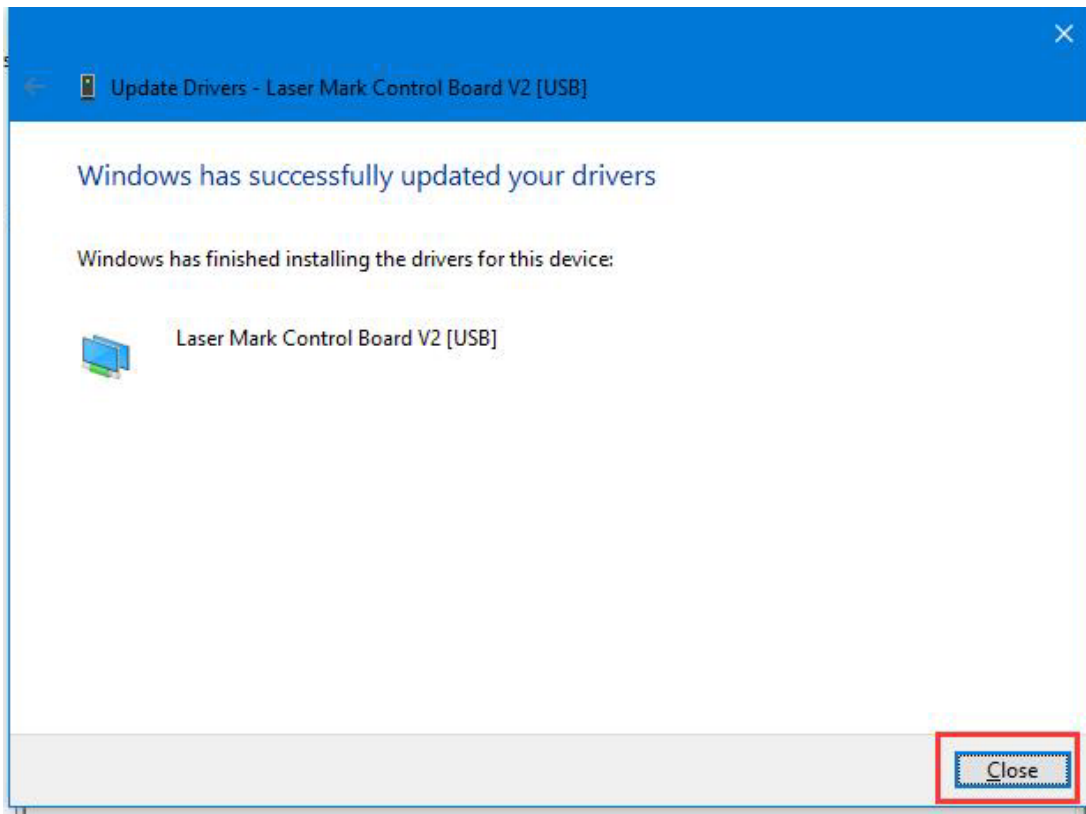 Update Drivers - Laser Mark Control Board V2 [USB]
Windows has successfully updated your drivers
Windows has finished installing the drivers for this device:
Laser Mark Control Board V2 [USB]
Close